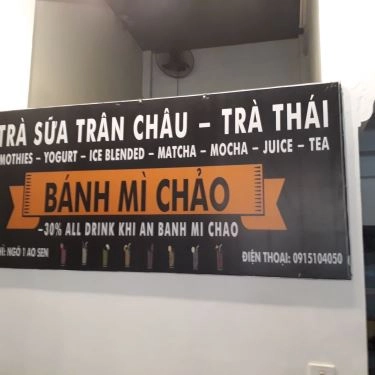 TRÀ SỮA TRÂN CHÂU – TRÀ THÁI
MOTHIES – YOGURT – ICE BLENDED – MATCHA – MOCHA – JUICE – TEA
BÁNH MÌ CHẢO
–30% ALL DRINK KHI AN BANH MI CHAO
HỈ: NGÕ 1 AO SEN
ĐIỆN THOẠI: 0915104050